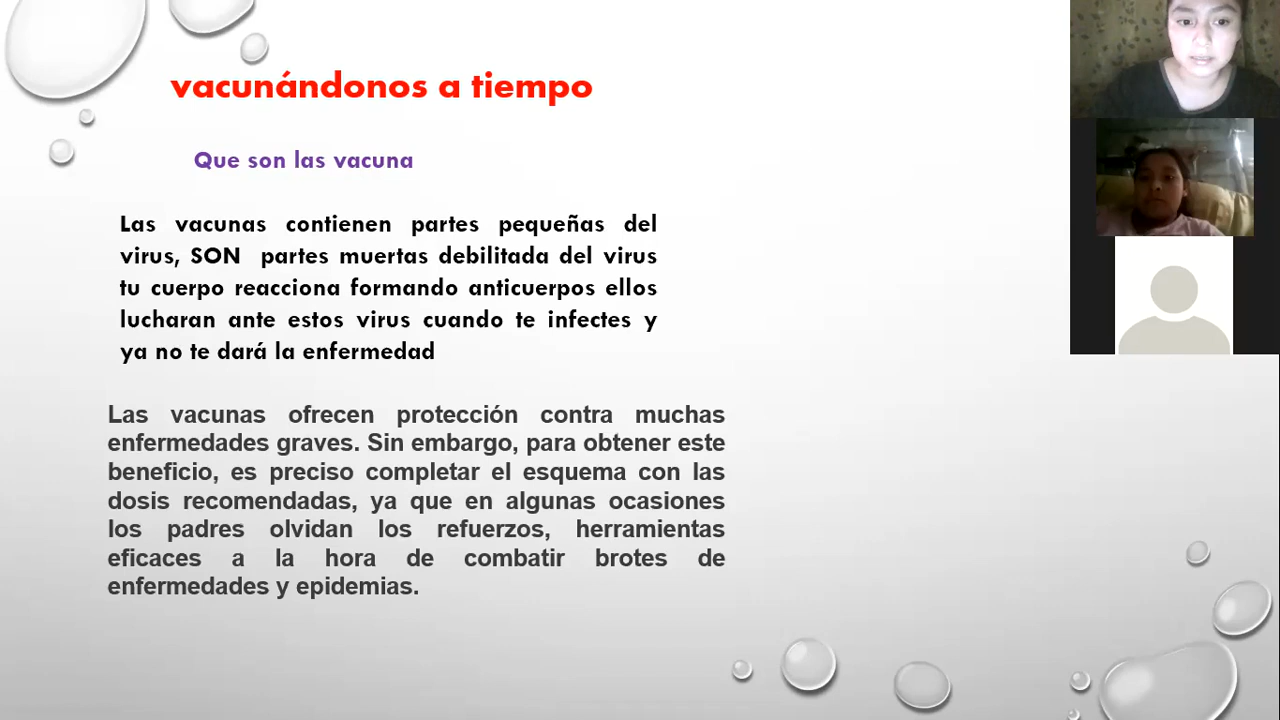 vacunándonos a tiempo
Que son las vacuna
Las vacunas contienen partes pequeñas del
virus, SON partes muertas debilitada del virus
tu cuerpo reacciona formando anticuerpos ellos
lucharan ante estos virus cuando te infectes y
ya no te dará la enfermedad
Las vacunas ofrecen protección contra muchas
enfermedades graves. Sin embargo, para obtener este
beneficio, es preciso completar el esquema con las
dosis recomendadas, ya que en algunas ocasiones
los padres olvidan los refuerzos, herramientas
eficaces a la hora de combatir brotes de
enfermedades y epidemias.